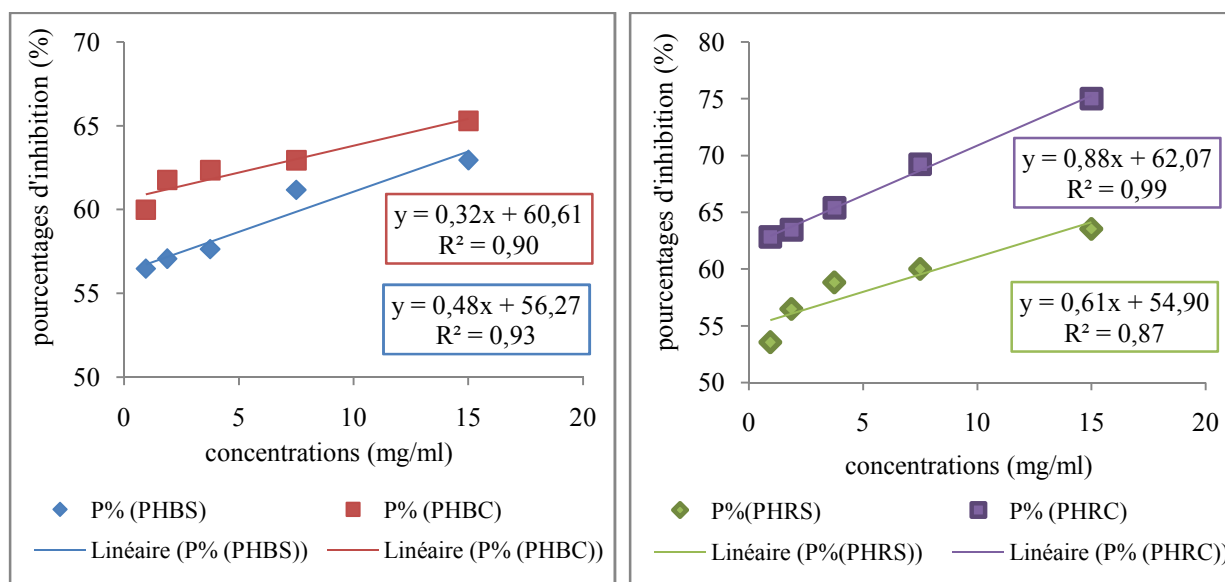 pourcentages d'inhibition (%)
70
65
60
55
50
0
5
10
15
20
concentrations (mg/ml)
y = 0,32x + 60,61
R² = 0,90
y = 0,48x + 56,27
R² = 0,93
P% (PHBS)
P% (PHBC)
Linéaire (P% (PHBS))
Linéaire (P% (PHBC))
pourcentages d'inhibition (%)
80
75
70
65
60
55
50
0
5
10
15
20
concentrations (mg/ml)
y = 0,88x + 62,07
R² = 0,99
y = 0,61x + 54,90
R² = 0,87
P%(PHRS)
P% (PHRC)
Linéaire (P%(PHRS))
Linéaire (P% (PHRC))